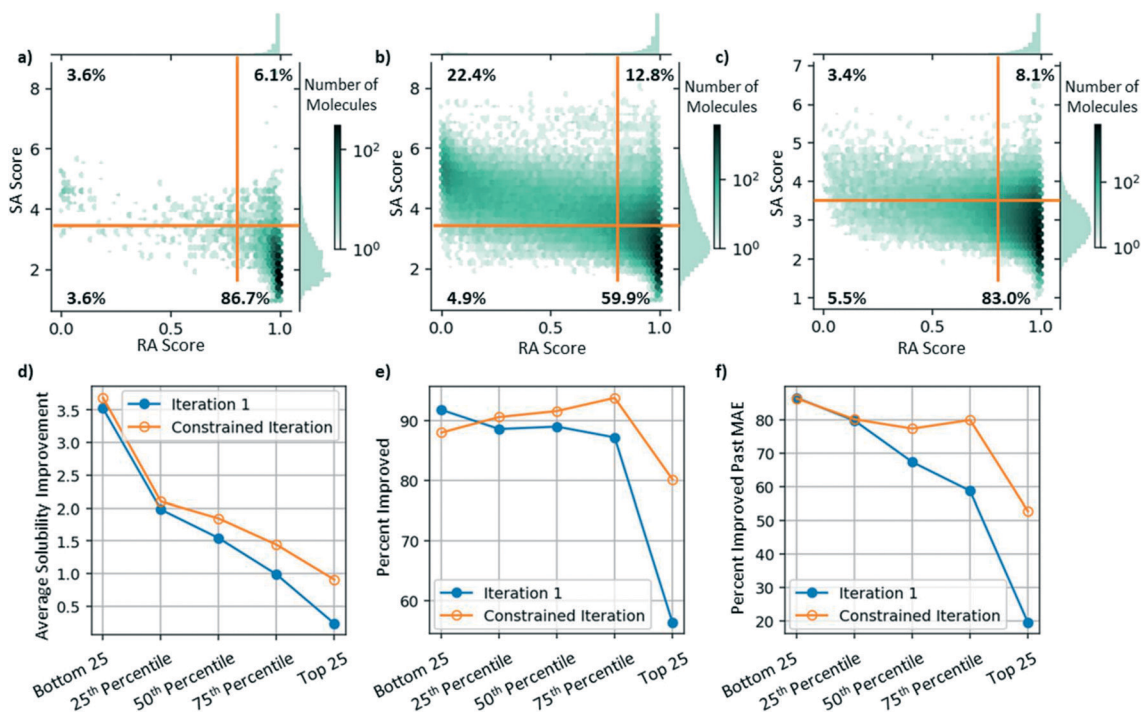 a)
3.6%
6.1%
Number of
Molecules
10²
10⁰
8
6
4
2
SA Score
3.6%
86.7%
0.0
0.5
1.0
RA Score
b)
22.4%
12.8%
Number of
Molecules
10²
10⁰
8
6
4
2
SA Score
4.9%
59.9%
0.0
0.5
1.0
RA Score
c)
3.4%
8.1%
Number of
Molecules
10²
10⁰
7
6
5
4
3
2
1
SA Score
5.5%
83.0%
0.0
0.5
1.0
RA Score
d)
Average Solubility Improvement
3.5
3.0
2.5
2.0
1.5
1.0
0.5
Iteration 1
Constrained Iteration
Bottom 25
25th Percentile
50th Percentile
75th Percentile
Top 25
e)
Percent Improved
90
80
90
60
Iteration 1
Constrained Iteration
Bottom 25
25th Percentile
50th Percentile
75th Percentile
Top 25
f)
Percent Improved Past MAE
80
70
60
50
40
30
20
Iteration 1
Constrained Iteration
Bottom 25
25th Percentile
50th Percentile
75th Percentile
Top 25